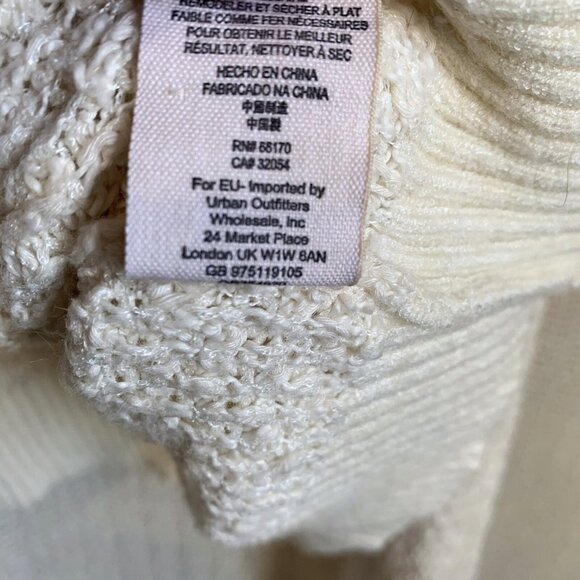 REMODELER ET SÉCHER À PLAT
FAIBLE COMME FER NÉCESSAIRES
POUR OBTENIR LE MEILLEUR
RÉSULTAT, NETTOYER À SEC
HECHO EN CHINA
FABRICADO NA CHINA
中國制造
中国製
RN# 66170
CA# 32054
For EU- Imported by
Urban Outfitters
Wholesale, Inc
24 Market Place
London UK W1W 8AN
GB 975119105